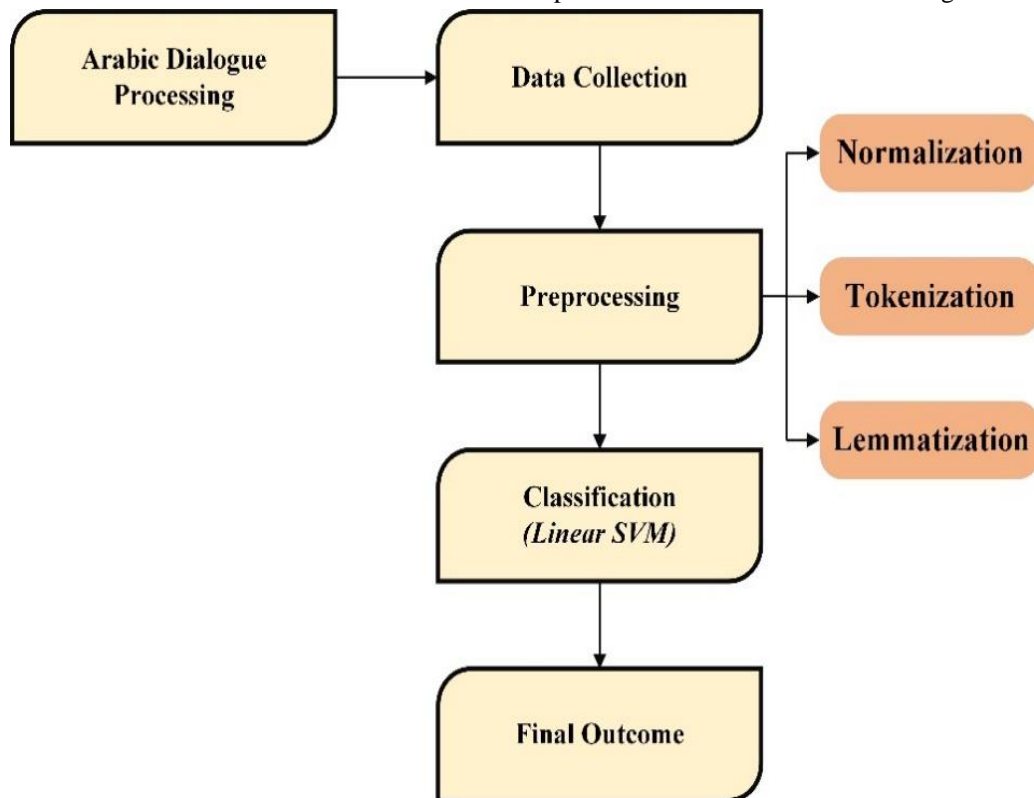 Arabic Dialogue
Processing
Data Collection
Normalization
Preprocessing
Tokenization
Lemmatization
Classification
(Linear SVM)
Final Outcome